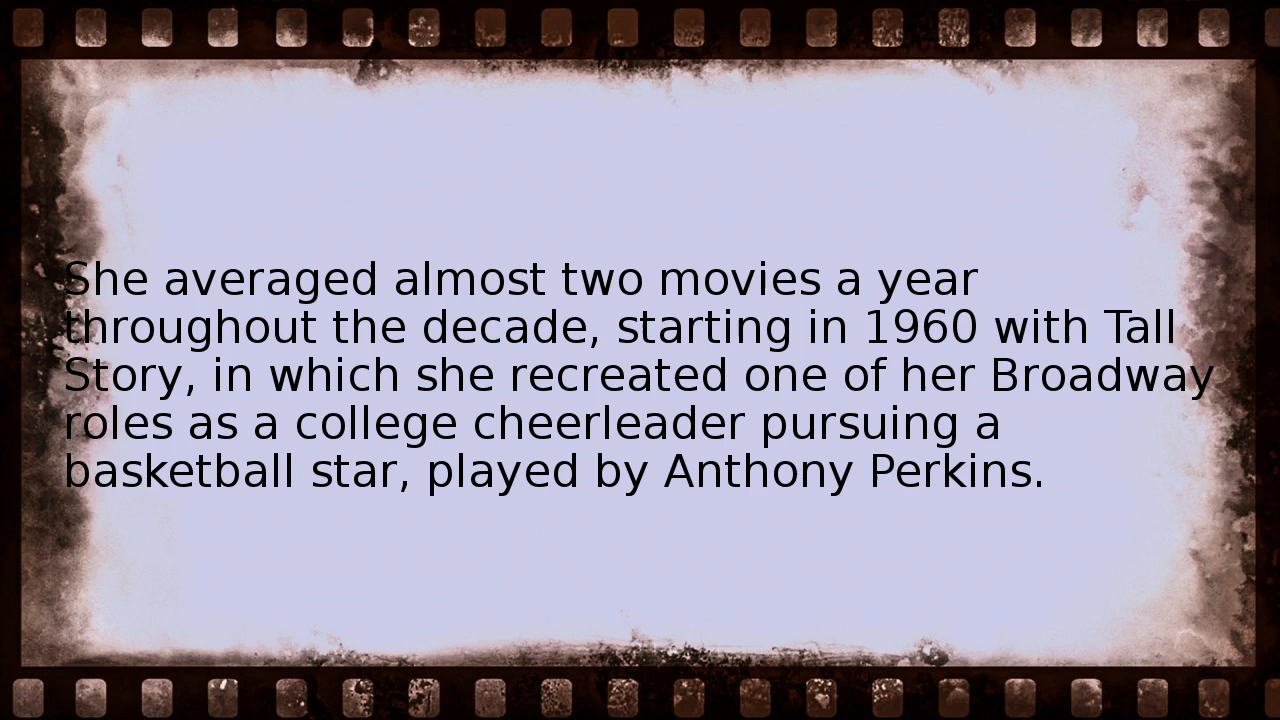 She averaged almost two movies a year
throughout the decade, starting in 1960 with Tall
Story, in which she recreated one of her Broadway
roles as a college cheerleader pursuing a
basketball star, played by Anthony Perkins.